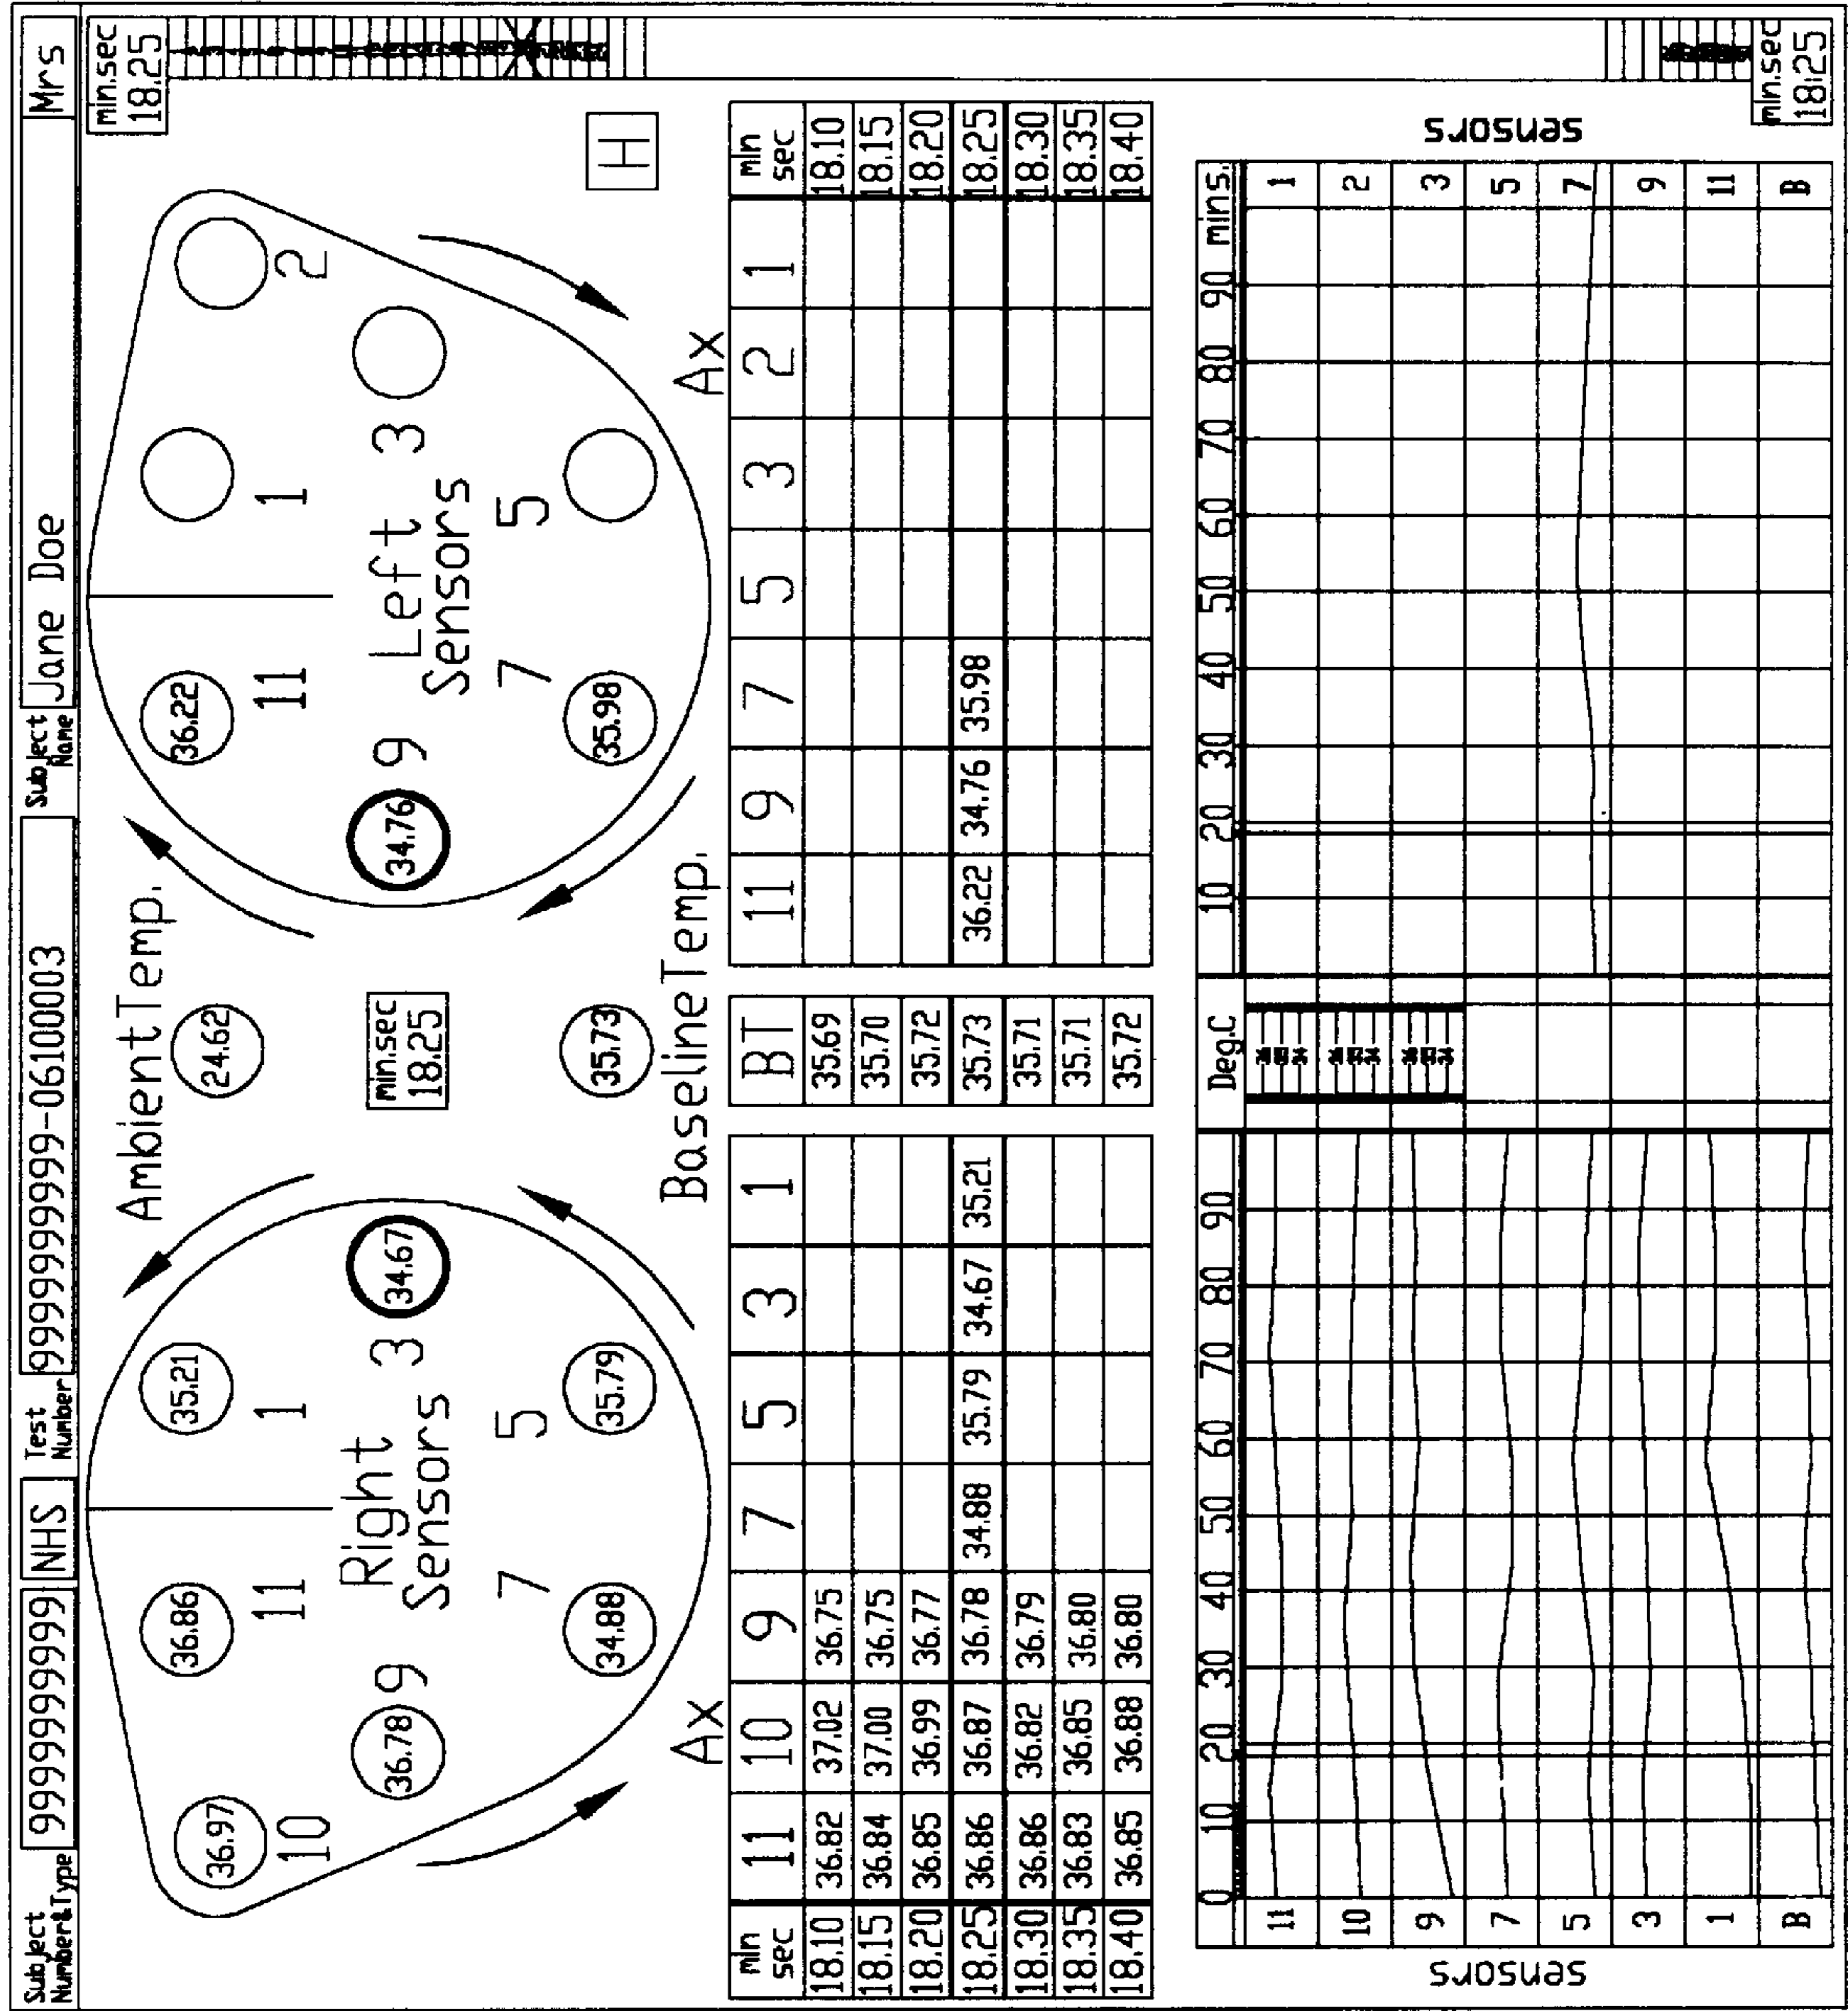 Subject Number&Type 99999999999999 NHS Test Number 99999999999999-06100003 Subject Name Jane Doe Mrs
min.sec
18.25
Ambient Temp.
24.62
min.sec
18.25
35.73
Baseline Temp.
36.97
10
36.86
11
35.21
1
36.78
9
Right
Sensors
3
34.67
7
34.88
5
35.79
Ax
36.22
11
1
2
34.76
9
Left
Sensors
3
7
35.98
5
Ax
H
min sec 11 10 9 7 5 3 1 BT 11 9 7 5 3 2 1 min sec
18.10 36.82 37.02 36.75 35.69 18.10
18.15 36.84 37.00 36.75 35.70 18.15
18.20 36.85 36.99 36.77 35.72 18.20
18.25 36.86 36.87 36.78 34.88 35.79 34.67 35.21 35.73 36.22 34.76 35.98 18.25
18.30 36.86 36.82 36.79 35.71 18.30
18.35 36.83 36.85 36.80 35.71 18.35
18.40 36.85 36.88 36.80 35.72 18.40
0 10 20 30 40 50 60 70 80 90 Deg.C 10 20 30 40 50 60 70 80 90 mins.
11 36 35 34 1
10 36 35 34 2
9 36 35 34 3
7 5
5 7
3 9
1 11
B B
sensors
sensors
min.sec
18:25